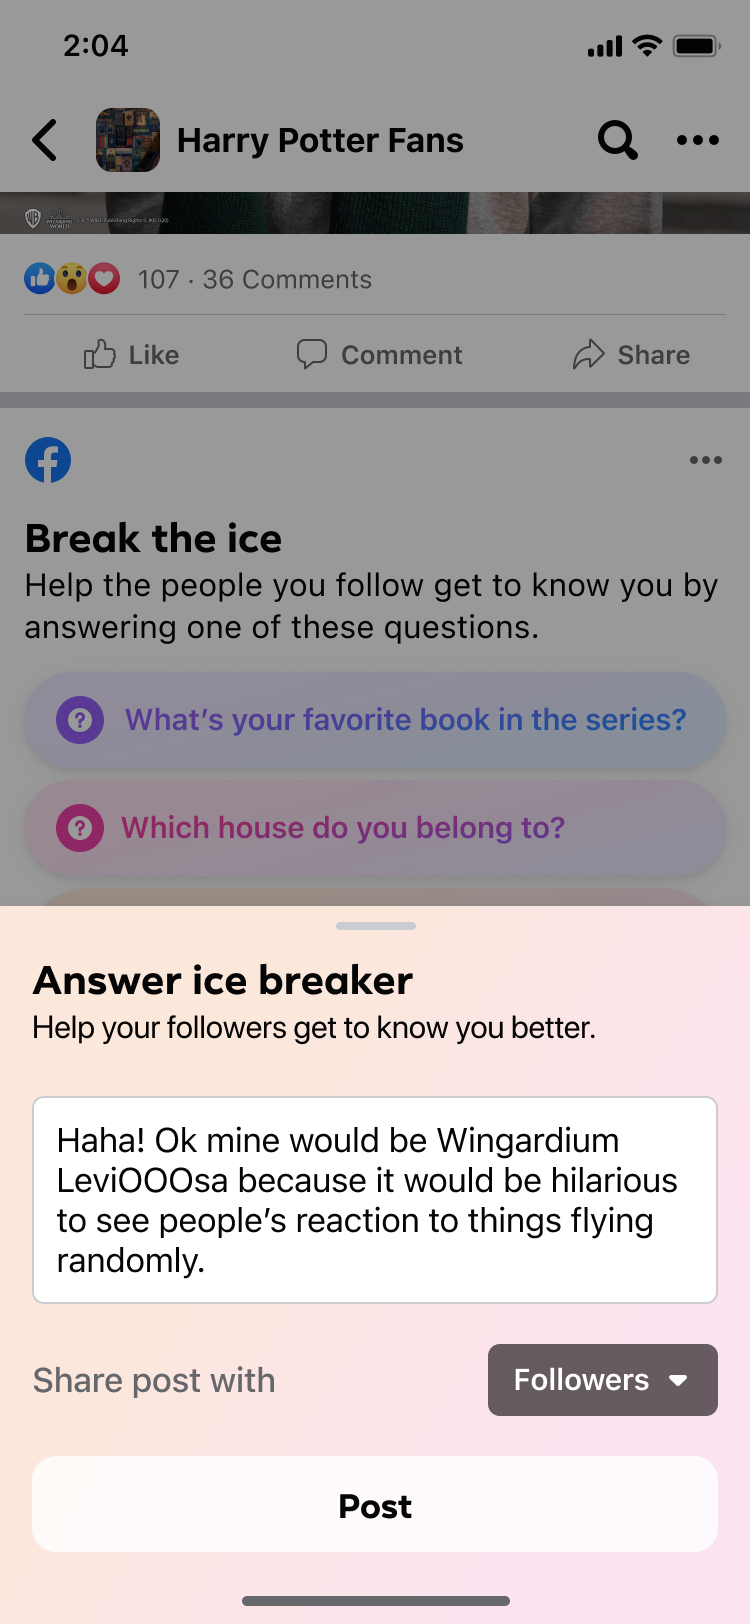 2:04
Harry Potter Fans
WIZARDING
WORLD
107 · 36 Comments
Like
Comment
Share
Break the ice
Help the people you follow get to know you by
answering one of these questions.
What's your favorite book in the series?
Which house do you belong to?
Answer ice breaker
Help your followers get to know you better.
Haha! Ok mine would be Wingardium
LeviOOOsa because it would be hilarious
to see people's reaction to things flying
randomly.
Share post with
Followers
Post